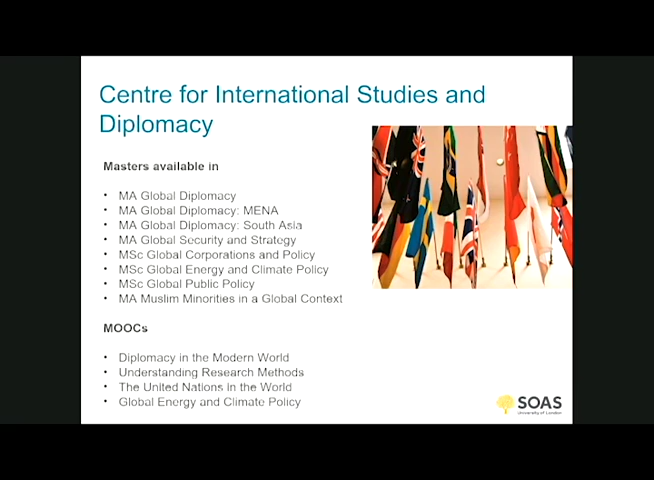 Centre for International Studies and
Diplomacy
Masters available in
• MA Global Diplomacy
• MA Global Diplomacy: MENA
• MA Global Diplomacy: South Asia
• MA Global Security and Strategy
• MSc Global Corporations and Policy
• MSc Global Energy and Climate Policy
• MSc Global Public Policy
• MA Muslim Minorities in a Global Context
MOOCs
• Diplomacy in the Modern World
• Understanding Research Methods
• The United Nations in the World
• Global Energy and Climate Policy
SOAS
University of London